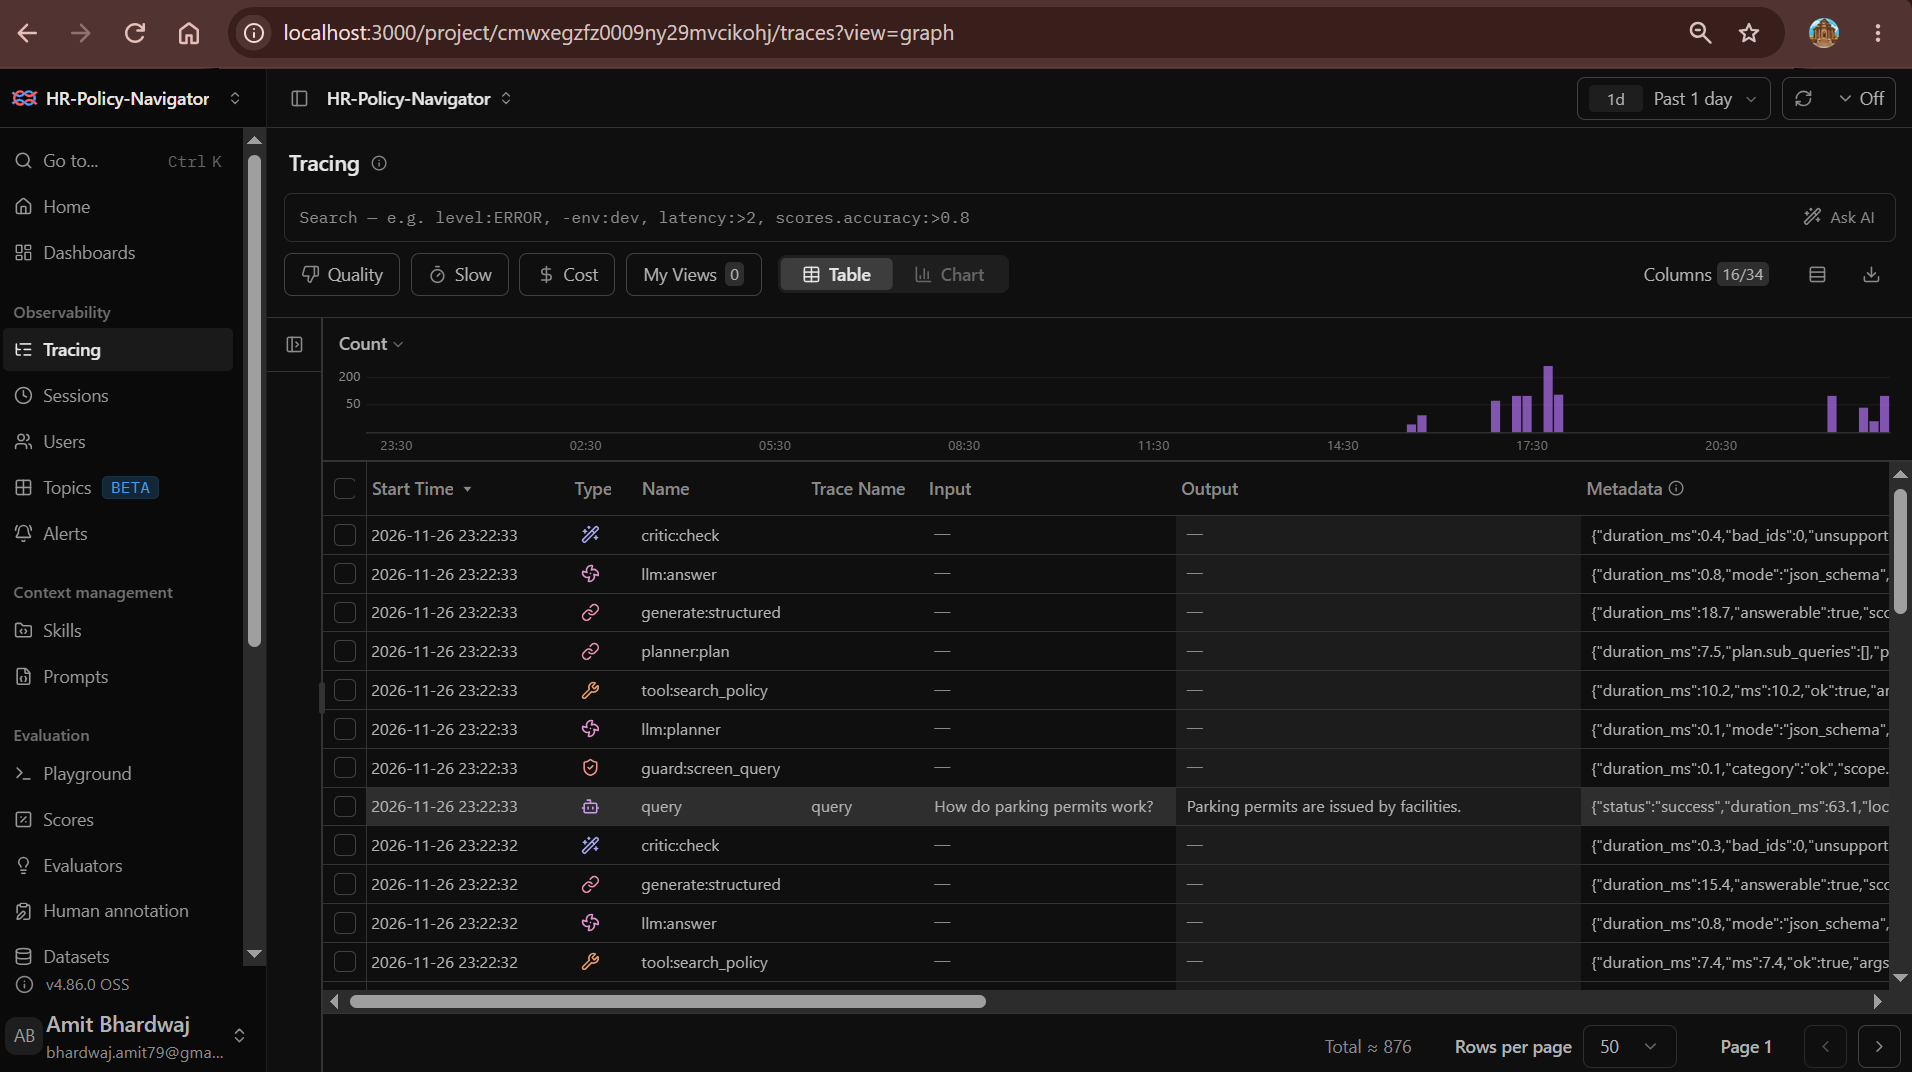 localhost:3000/project/cmwxegzfz0009ny29mvcikohj/traces?view=graph
HR-Policy-Navigator
HR-Policy-Navigator
1d Past 1 day
Off
Go to... Ctrl K
Home
Dashboards
Observability
Tracing
Sessions
Users
Topics BETA
Alerts
Context management
Skills
Prompts
Evaluation
Playground
Scores
Evaluators
Human annotation
Datasets
v4.86.0 OSS
AB
Amit Bhardwaj
bhardwaj.amit79@gma...
Tracing
Search — e.g. level:ERROR, -env:dev, latency:>2, scores.accuracy:>0.8
Ask AI
Quality Slow Cost My Views 0 Table Chart
Columns 16/34
Count
200
50
23:30 02:30 05:30 08:30 11:30 14:30 17:30 20:30
Start Time Type Name Trace Name Input Output Metadata
2026-11-26 23:22:33 critic:check — — {"duration_ms":0.4,"bad_ids":0,"unsupport
2026-11-26 23:22:33 llm:answer — — {"duration_ms":0.8,"mode":"json_schema",
2026-11-26 23:22:33 generate:structured — — {"duration_ms":18.7,"answerable":true,"sco
2026-11-26 23:22:33 planner:plan — — {"duration_ms":7.5,"plan.sub_queries":[],"p
2026-11-26 23:22:33 tool:search_policy — — {"duration_ms":10.2,"ms":10.2,"ok":true,"ar
2026-11-26 23:22:33 llm:planner — — {"duration_ms":0.1,"mode":"json_schema",
2026-11-26 23:22:33 guard:screen_query — — {"duration_ms":0.1,"category":"ok","scope.
2026-11-26 23:22:33 query query How do parking permits work? Parking permits are issued by facilities. {"status":"success","duration_ms":63.1,"loc
2026-11-26 23:22:32 critic:check — — {"duration_ms":0.3,"bad_ids":0,"unsupport
2026-11-26 23:22:32 generate:structured — — {"duration_ms":15.4,"answerable":true,"sco
2026-11-26 23:22:32 llm:answer — — {"duration_ms":0.8,"mode":"json_schema",
2026-11-26 23:22:32 tool:search_policy — — {"duration_ms":7.4,"ms":7.4,"ok":true,"args
Total ≈ 876 Rows per page 50 Page 1